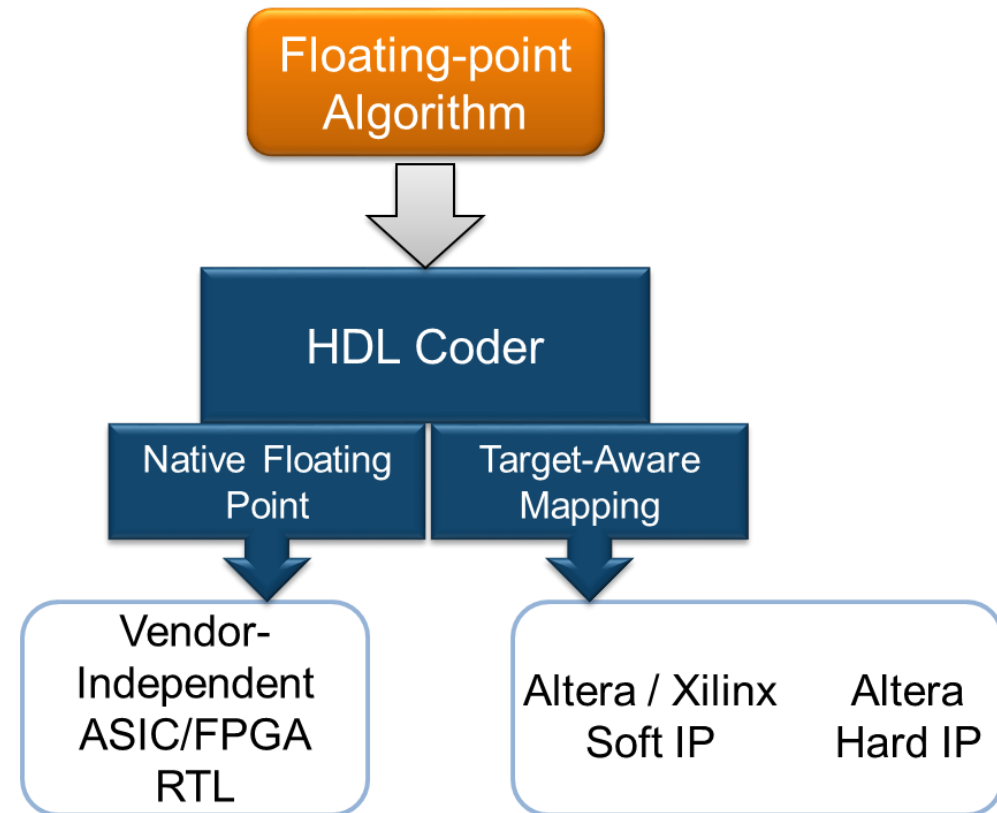 Floating-point
Algorithm
HDL Coder
Native Floating
Point
Target-Aware
Mapping
Vendor-
Independent
ASIC/FPGA
RTL
Altera / Xilinx
Soft IP
Altera
Hard IP